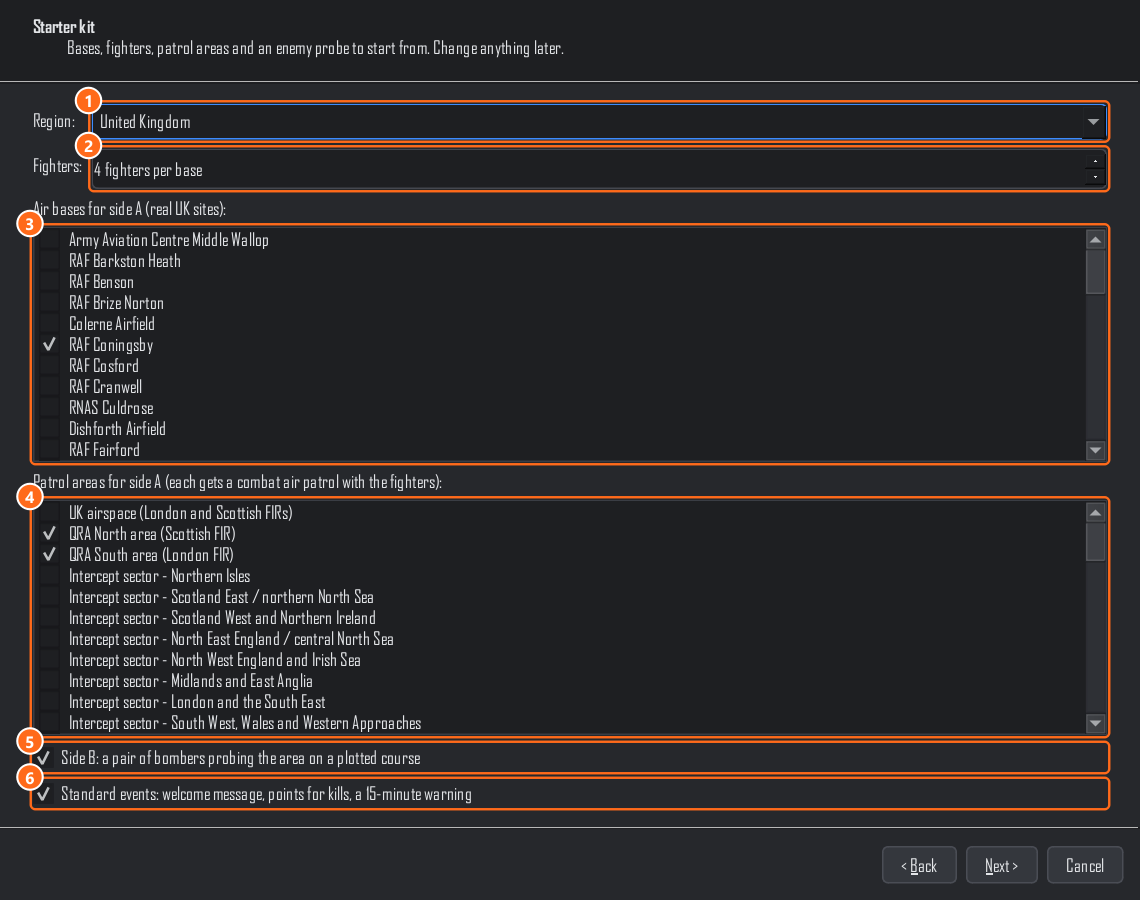 Starter kit
Bases, fighters, patrol areas and an enemy probe to start from. Change anything later.
1
Region: United Kingdom
2
Fighters: 4 fighters per base
Air bases for side A (real UK sites):
3
Army Aviation Centre Middle Wallop
RAF Barkston Heath
RAF Benson
RAF Brize Norton
Colerne Airfield
RAF Coningsby
RAF Cosford
RAF Cranwell
RNAS Culdrose
Dishforth Airfield
RAF Fairford
Patrol areas for side A (each gets a combat air patrol with the fighters):
4
UK airspace (London and Scottish FIRs)
QRA North area (Scottish FIR)
QRA South area (London FIR)
Intercept sector - Northern Isles
Intercept sector - Scotland East / northern North Sea
Intercept sector - Scotland West and Northern Ireland
Intercept sector - North East England / central North Sea
Intercept sector - North West England and Irish Sea
Intercept sector - Midlands and East Anglia
Intercept sector - London and the South East
Intercept sector - South West, Wales and Western Approaches
5
Side B: a pair of bombers probing the area on a plotted course
6
Standard events: welcome message, points for kills, a 15-minute warning
< Back Next > Cancel